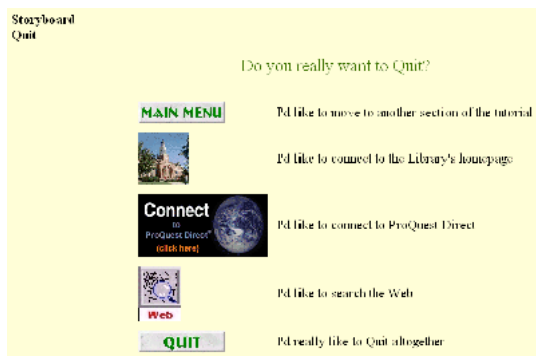 Storyboard
Quit
Do you really want to Quit?
MAIN MENU I'd like to move to another section of the tutorial
I'd like to connect to the Library's homepage
Connect
to
ProQuest Direct
(click here)
I'd like to connect to ProQuest Direct
I'd like to search the Web
Web
QUIT I'd really like to Quit altogether